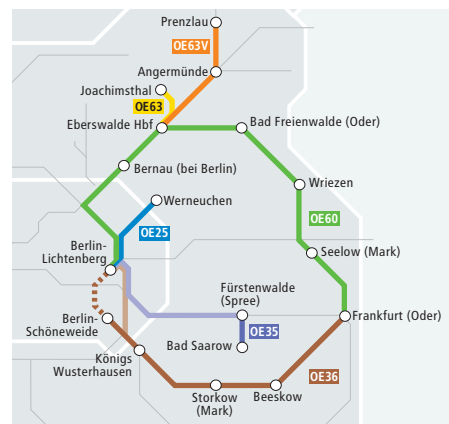 Prenzlau
OE63V
Angermünde
Joachimsthal
OE63
Eberswalde Hbf
Bad Freienwalde (Oder)
Bernau (bei Berlin)
Wriezen
Werneuchen
OE60
OE25
Berlin-
Lichtenberg
Seelow (Mark)
Fürstenwalde
(Spree)
Frankfurt (Oder)
Berlin-
Schöneweide
OE35
Bad Saarow
Königs
Wusterhausen
OE36
Storkow
(Mark)
Beeskow